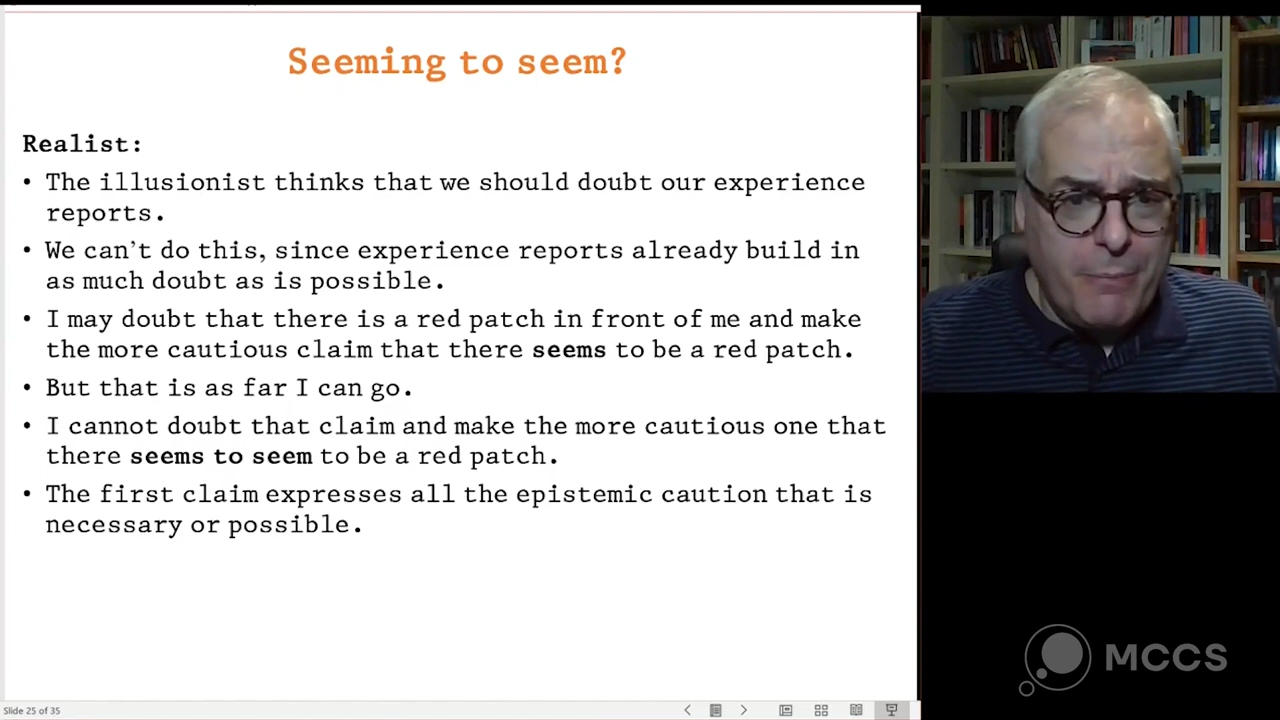 Seeming to seem?
Realist:
• The illusionist thinks that we should doubt our experience
reports.
• We can't do this, since experience reports already build in
as much doubt as is possible.
• I may doubt that there is a red patch in front of me and make
the more cautious claim that there seems to be a red patch.
• But that is as far I can go.
• I cannot doubt that claim and make the more cautious one that
there seems to seem to be a red patch.
• The first claim expresses all the epistemic caution that is
necessary or possible.
MCCS
Slide 25 of 35